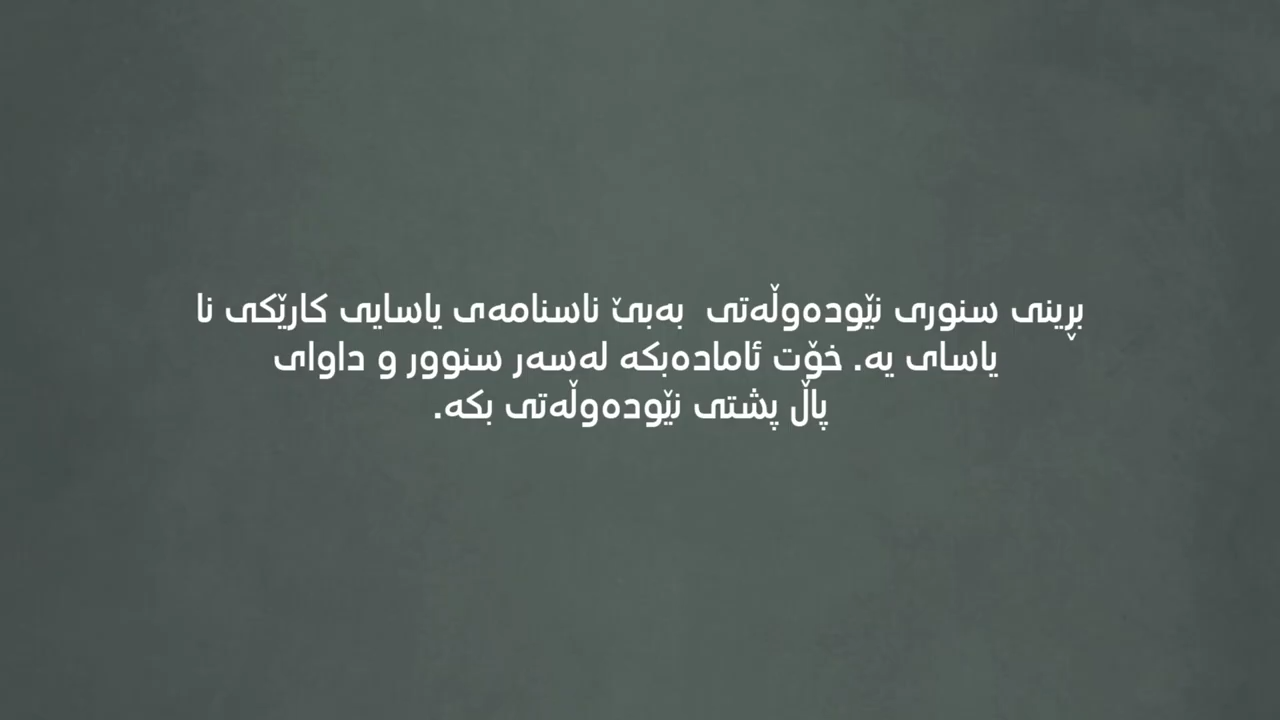 بڕینی سنوری نێودەوڵەتی بەبێ ناسنامەی یاسایی کارێکی نا
یاسای یە. خۆت ئامادەبکە لەسەر سنوور و داوای
پاڵ پشتی نێودەوڵەتی بکە.